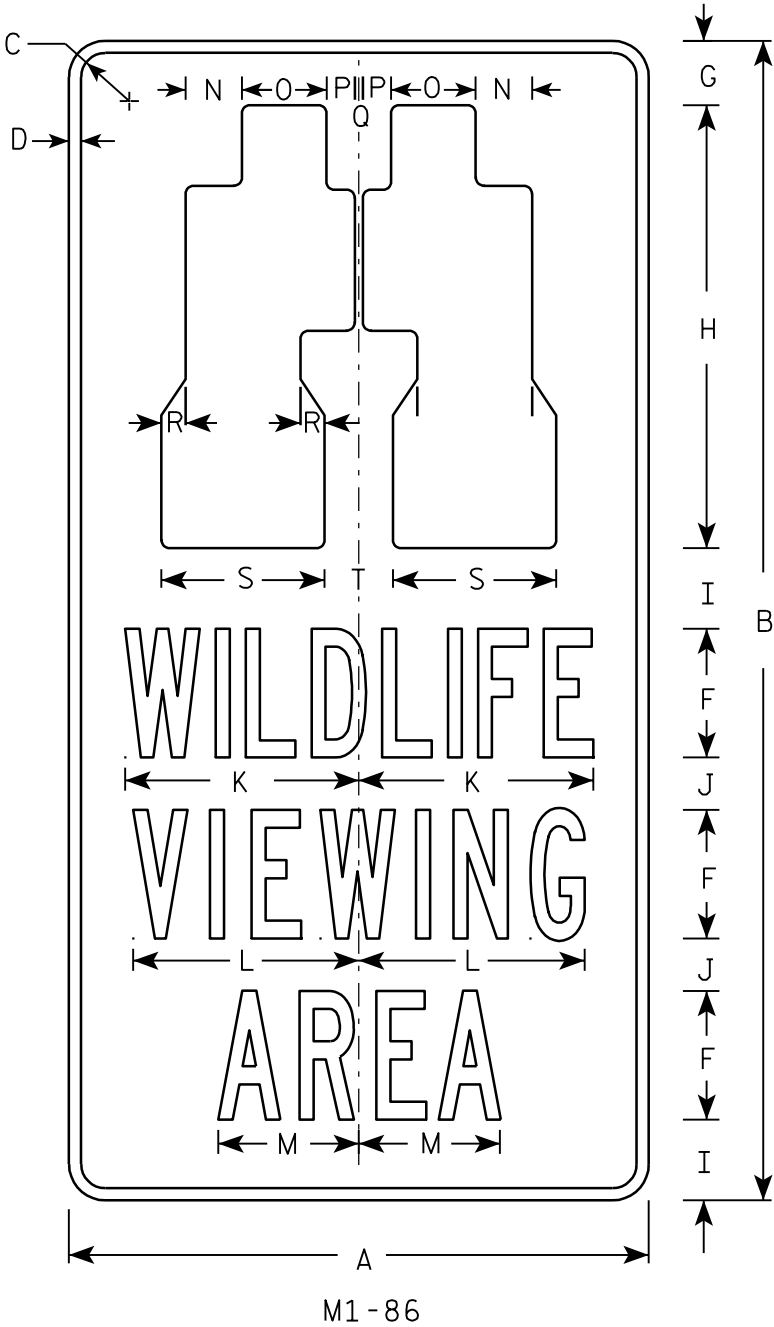 C
N O P P O N G
Q
D
H
R R
S T S
I
B
WILDLIFE F
K K J
VIEWING F
L L J
AREA F
M M I
A
M1-86